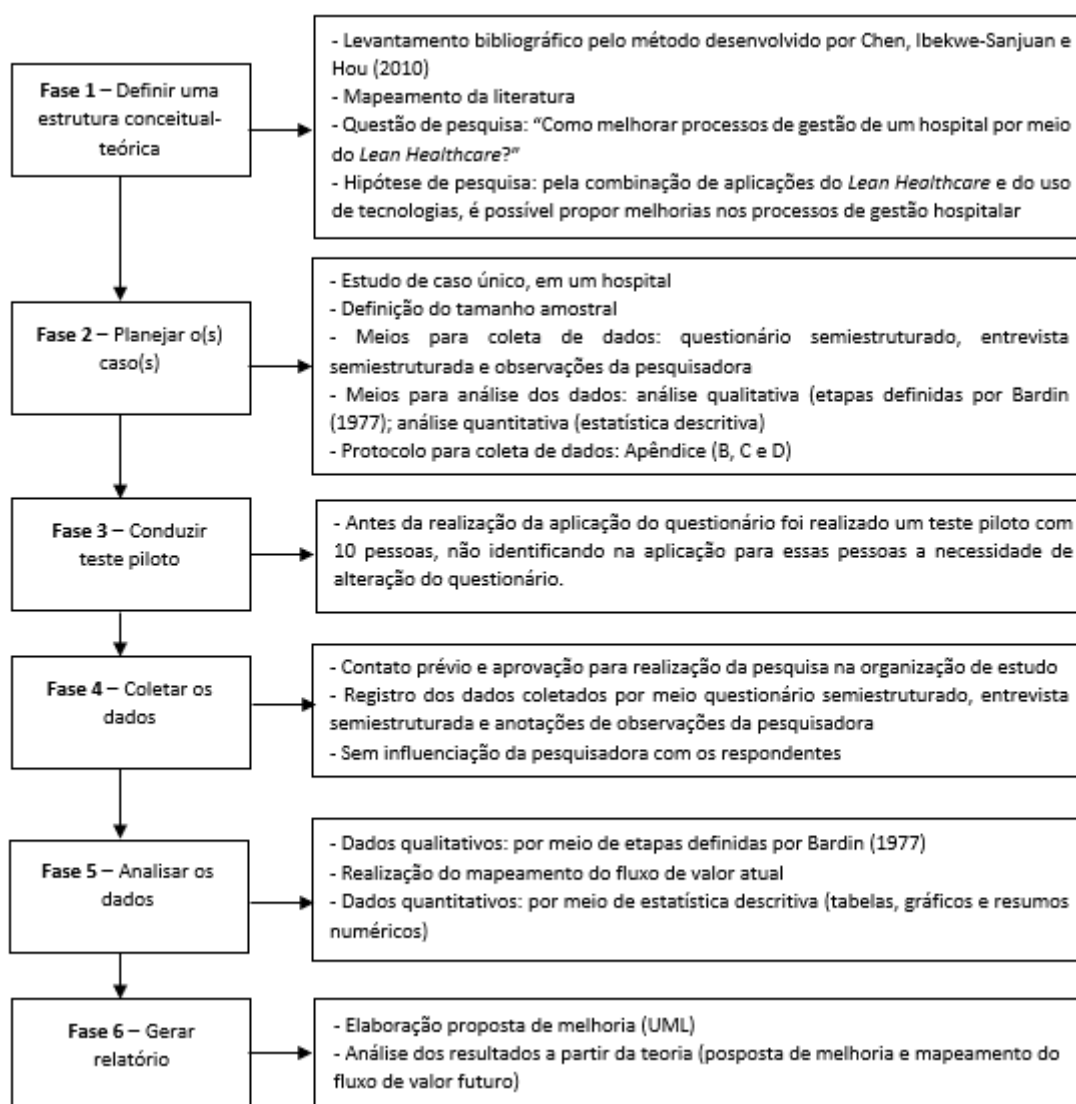 Fase 1 – Definir uma
estrutura conceitual-
teórica
- Levantamento bibliográfico pelo método desenvolvido por Chen, Ibekwe-Sanjuan e
Hou (2010)
- Mapeamento da literatura
- Questão de pesquisa: “Como melhorar processos de gestão de um hospital por meio
do Lean Healthcare?”
- Hipótese de pesquisa: pela combinação de aplicações do Lean Healthcare e do uso
de tecnologias, é possível propor melhorias nos processos de gestão hospitalar
Fase 2 – Planejar o(s)
caso(s)
- Estudo de caso único, em um hospital
- Definição do tamanho amostral
- Meios para coleta de dados: questionário semiestruturado, entrevista
semiestruturada e observações da pesquisadora
- Meios para análise dos dados: análise qualitativa (etapas definidas por Bardin
(1977); análise quantitativa (estatística descritiva)
- Protocolo para coleta de dados: Apêndice (B, C e D)
Fase 3 – Conduzir
teste piloto
- Antes da realização da aplicação do questionário foi realizado um teste piloto com
10 pessoas, não identificando na aplicação para essas pessoas a necessidade de
alteração do questionário.
Fase 4 – Coletar os
dados
- Contato prévio e aprovação para realização da pesquisa na organização de estudo
- Registro dos dados coletados por meio questionário semiestruturado, entrevista
semiestruturada e anotações de observações da pesquisadora
- Sem influenciação da pesquisadora com os respondentes
Fase 5 – Analisar os
dados
- Dados qualitativos: por meio de etapas definidas por Bardin (1977)
- Realização do mapeamento do fluxo de valor atual
- Dados quantitativos: por meio de estatística descritiva (tabelas, gráficos e resumos
numéricos)
Fase 6 – Gerar
relatório
- Elaboração proposta de melhoria (UML)
- Análise dos resultados a partir da teoria (posposta de melhoria e mapeamento do
fluxo de valor futuro)